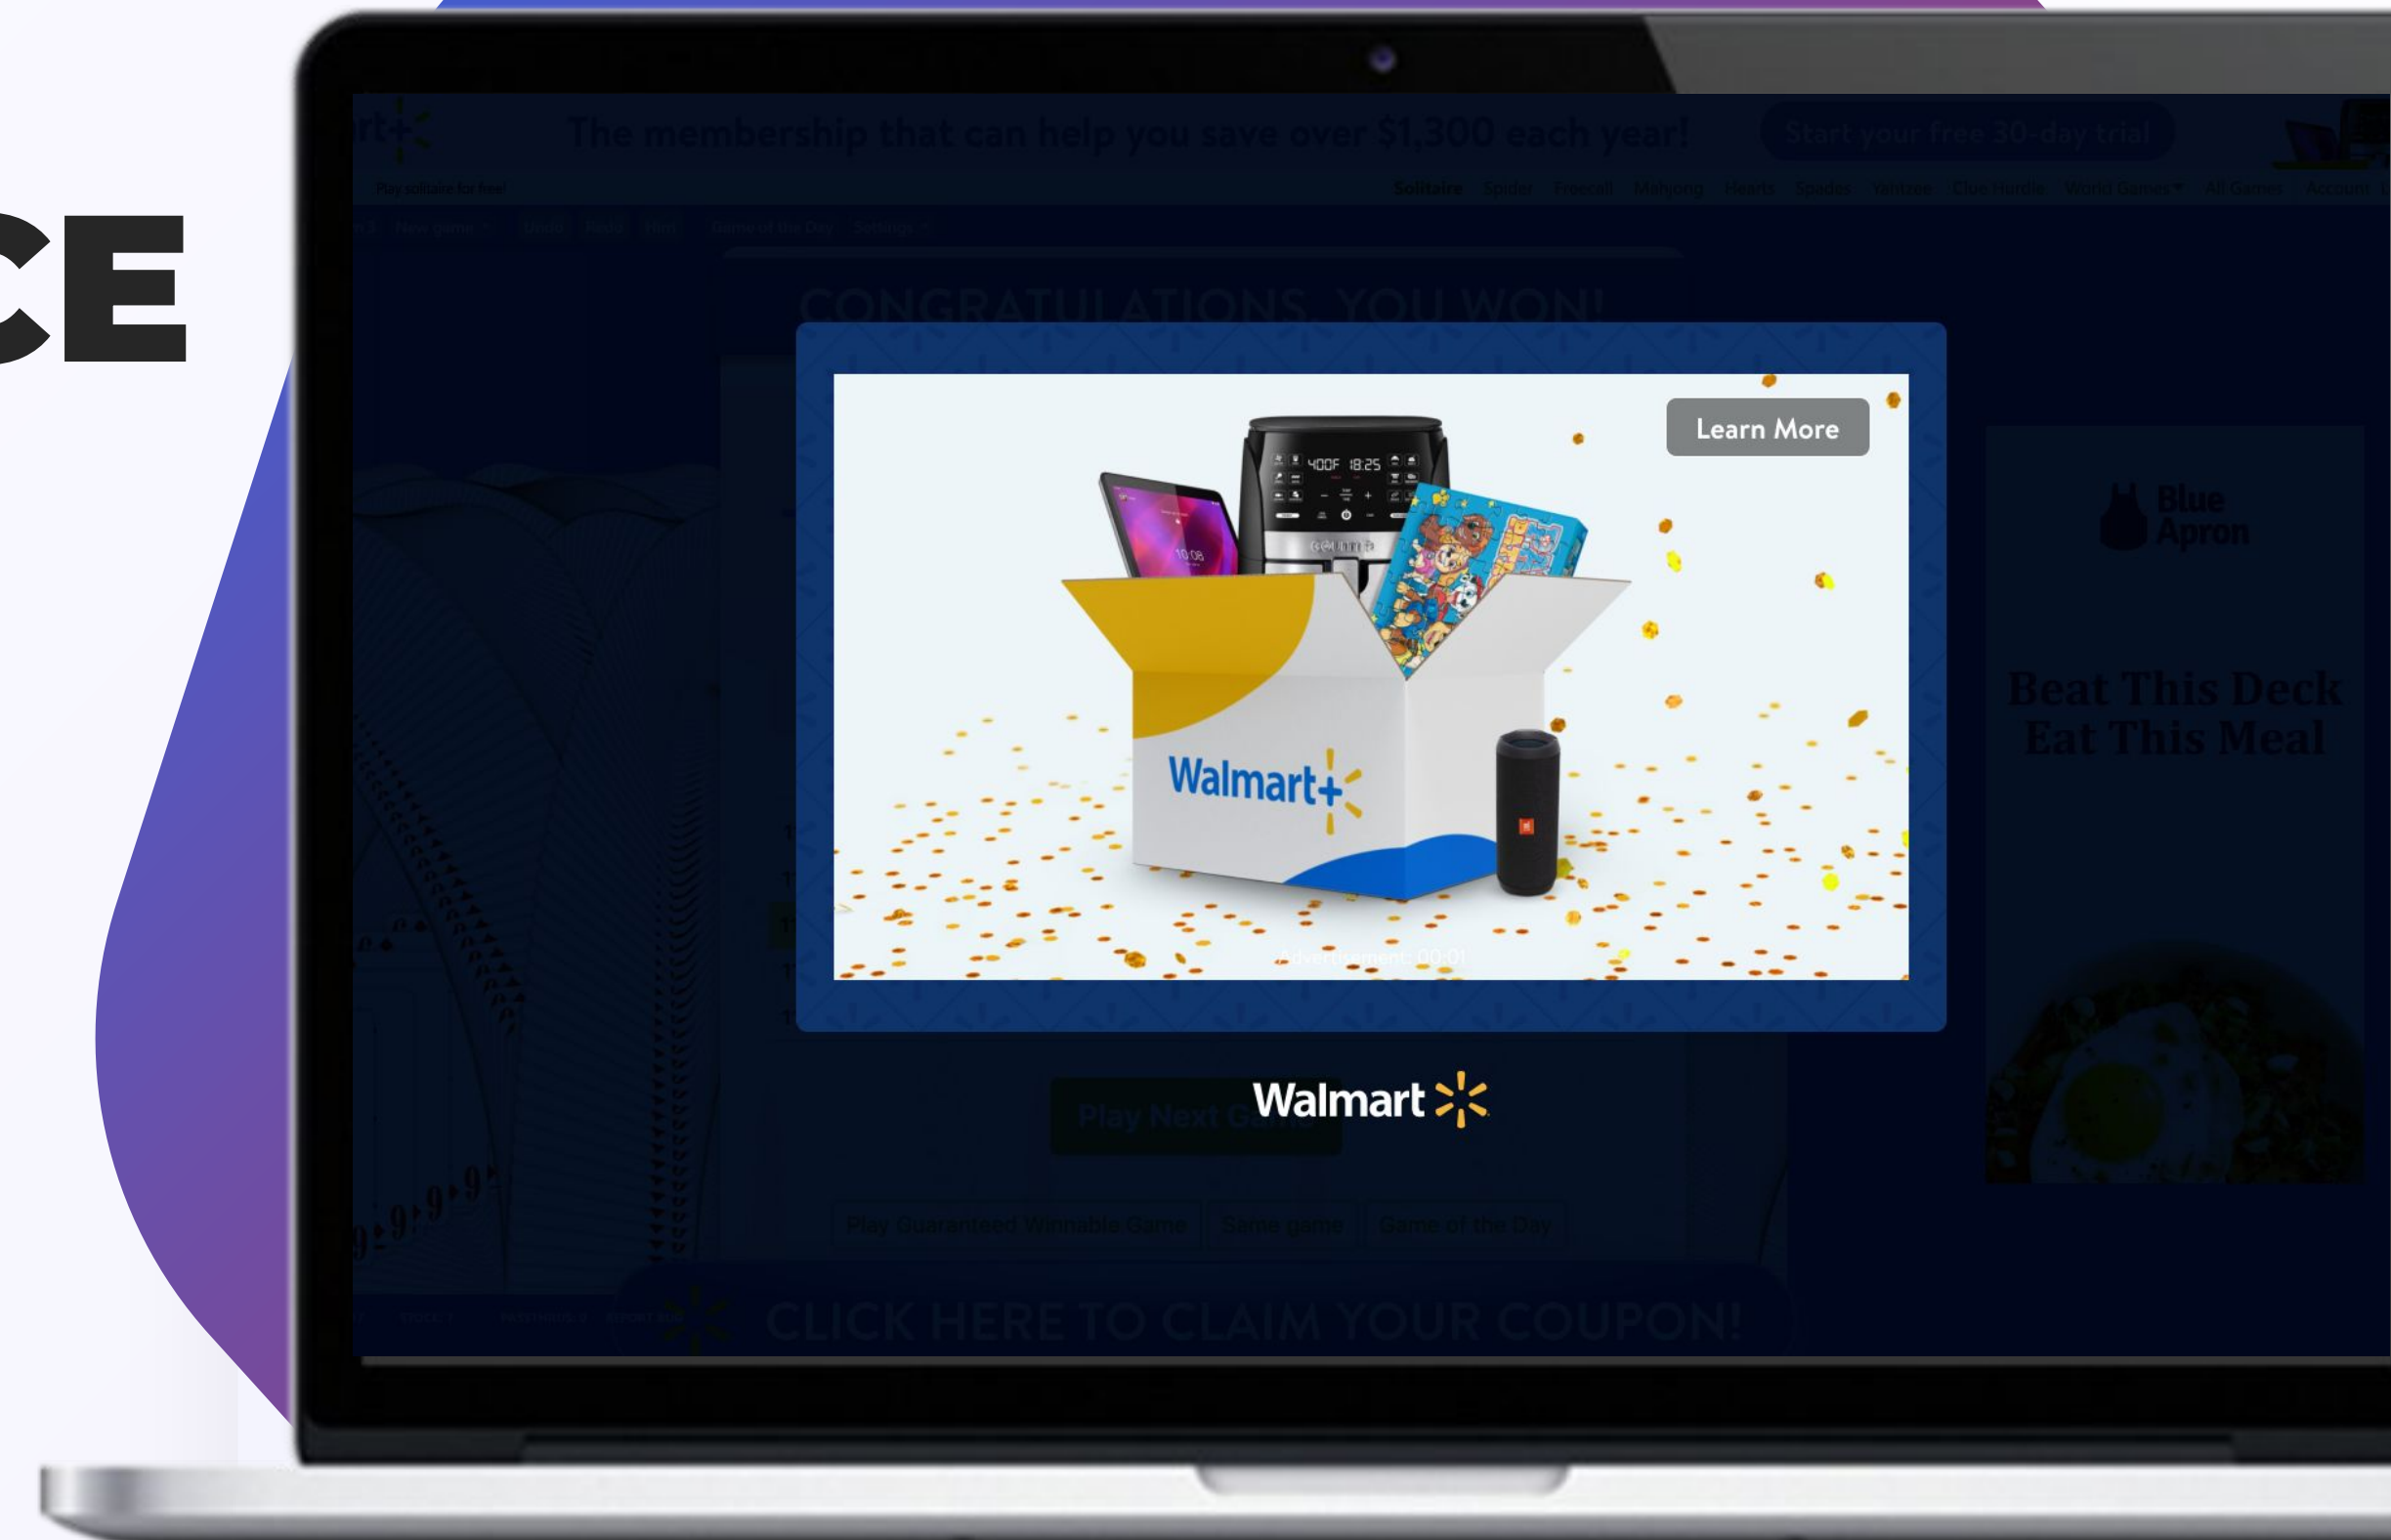 CE
rt+
The membership that can help you save over $1,300 each year!
Start your free 30-day trial
Play solitaire for free!
Solitaire Spider Freecell Mahjong Hearts Spades Yahtzee Clue Hurdle World Games All Games Account
New game Undo Redo Hint Game of the Day Settings
CONGRATULATIONS, YOU WON!
Learn More
400F 18:25
10:08
Walmart+
Advertisement: 00:01
Blue
Apron
Beat This Deck
Eat This Meal
Walmart
Play Next Game
Play Guaranteed Winnable Game Same game Game of the Day
CLICK HERE TO CLAIM YOUR COUPON!